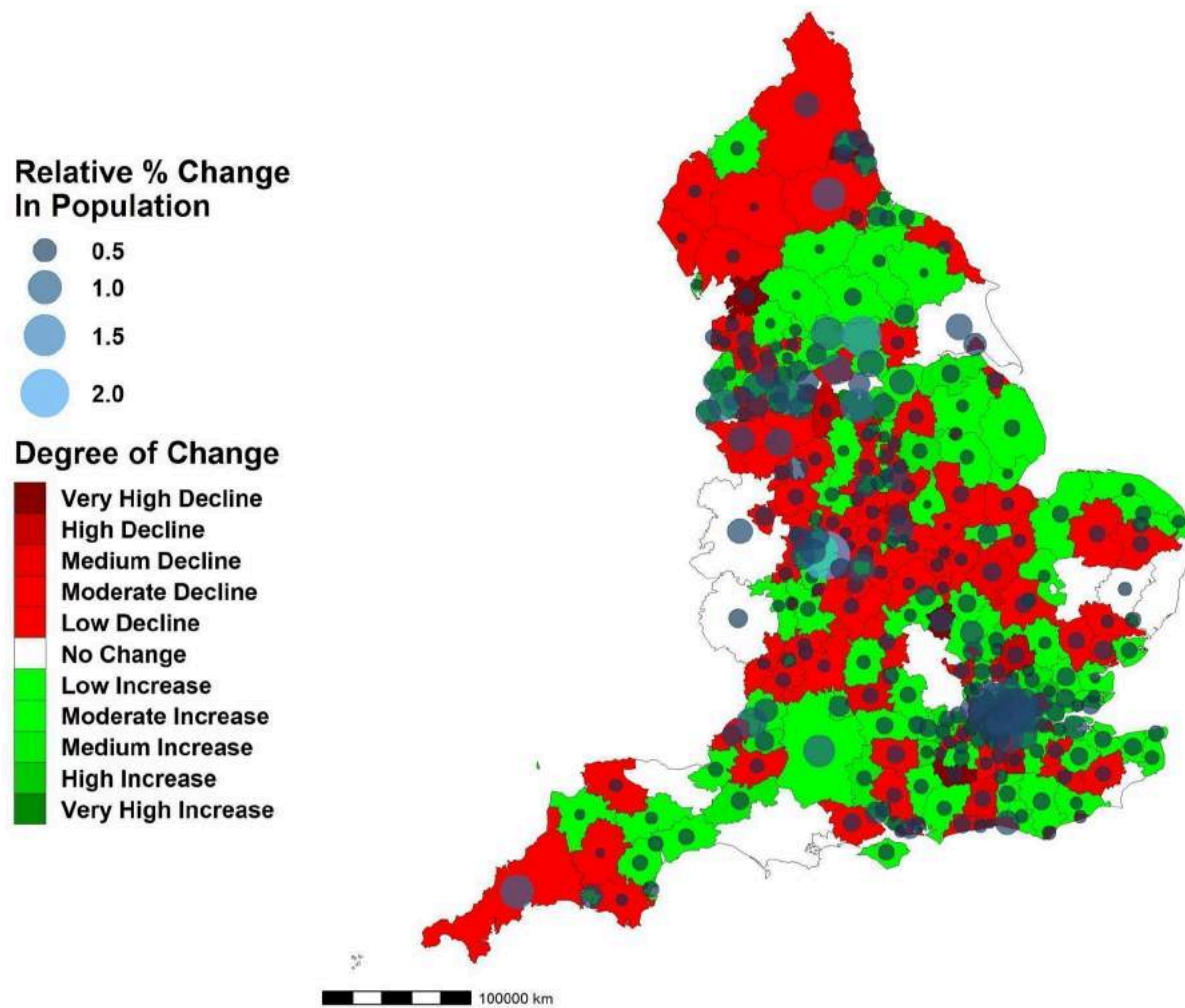 Relative % Change
In Population
0.5
1.0
1.5
2.0
Degree of Change
Very High Decline
High Decline
Medium Decline
Moderate Decline
Low Decline
No Change
Low Increase
Moderate Increase
Medium Increase
High Increase
Very High Increase
100000 km